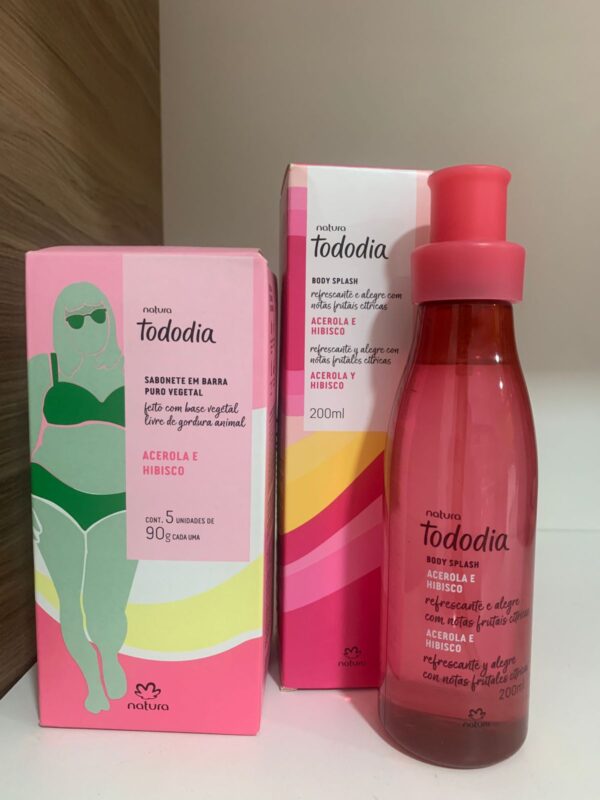 natura
tododia
SABONETE EM BARRA
PURO VEGETAL
feito com base vegetal
livre de gordura animal
ACEROLA E
HIBISCO
CONT. 5 UNIDADES DE
90g CADA UMA
natura
natura
tododia
BODY SPLASH
refrescante e alegre com
notas frutais cítricas
ACEROLA E
HIBISCO
refrescante y alegre con
notas frutales cítricas
ACEROLA Y
HIBISCO
200ml
natura
natura
tododia
BODY SPLASH
ACEROLA E
HIBISCO
refrescante e alegre
com notas frutais cítricas
ACEROLA E
HIBISCO
refrescante y alegre
con notas frutales cítricas
200ml
natura